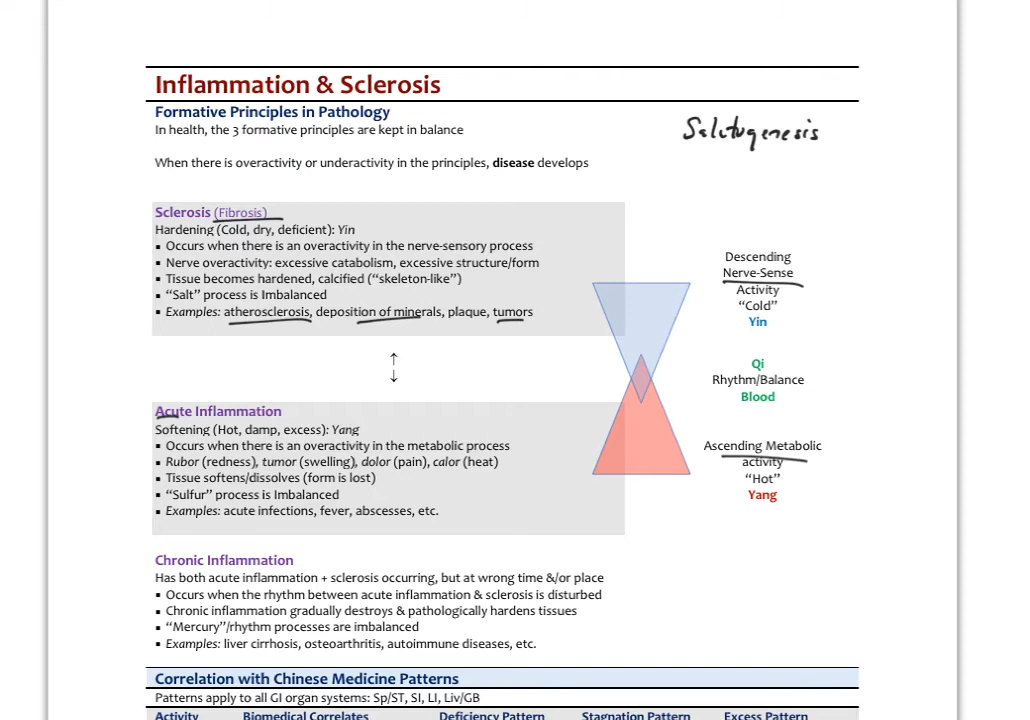 Inflammation & Sclerosis
Formative Principles in Pathology
In health, the 3 formative principles are kept in balance
Salutogenesis
When there is overactivity or underactivity in the principles, disease develops
Sclerosis (Fibrosis)
Hardening (Cold, dry, deficient): Yin
▪ Occurs when there is an overactivity in the nerve-sensory process
▪ Nerve overactivity: excessive catabolism, excessive structure/form
▪ Tissue becomes hardened, calcified (“skeleton-like”)
▪ “Salt” process is Imbalanced
▪ Examples: atherosclerosis, deposition of minerals, plaque, tumors
Descending
Nerve-Sense
Activity
“Cold”
Yin
↑
↓
Qi
Rhythm/Balance
Blood
Acute Inflammation
Softening (Hot, damp, excess): Yang
▪ Occurs when there is an overactivity in the metabolic process
▪ Rubor (redness), tumor (swelling), dolor (pain), calor (heat)
▪ Tissue softens/dissolves (form is lost)
▪ “Sulfur” process is Imbalanced
▪ Examples: acute infections, fever, abscesses, etc.
Ascending Metabolic
activity
“Hot”
Yang
Chronic Inflammation
Has both acute inflammation + sclerosis occurring, but at wrong time &/or place
▪ Occurs when the rhythm between acute inflammation & sclerosis is disturbed
▪ Chronic inflammation gradually destroys & pathologically hardens tissues
▪ “Mercury”/rhythm processes are imbalanced
▪ Examples: liver cirrhosis, osteoarthritis, autoimmune diseases, etc.
Correlation with Chinese Medicine Patterns
Patterns apply to all GI organ systems: Sp/ST, SI, LI, Liv/GB
Activity Biomedical Correlates Deficiency Pattern Stagnation Pattern Excess Pattern